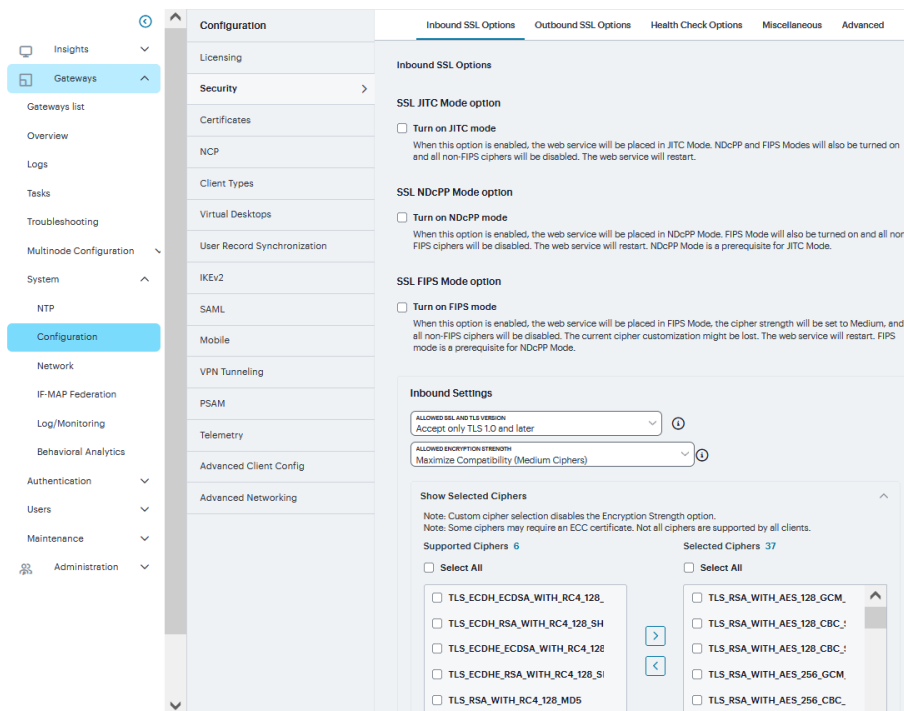 Insights
Gateways
Gateways list
Overview
Logs
Tasks
Troubleshooting
Multinode Configuration
System
NTP
Configuration
Network
IF-MAP Federation
Log/Monitoring
Behavioral Analytics
Authentication
Users
Maintenance
Administration
Configuration
Licensing
Security
Certificates
NCP
Client Types
Virtual Desktops
User Record Synchronization
IKEv2
SAML
Mobile
VPN Tunneling
PSAM
Telemetry
Advanced Client Config
Advanced Networking
Inbound SSL Options Outbound SSL Options Health Check Options Miscellaneous Advanced
Inbound SSL Options
SSL JITC Mode option
Turn on JITC mode
When this option is enabled, the web service will be placed in JITC Mode. NDcPP and FIPS Modes will also be turned on
and all non-FIPS ciphers will be disabled. The web service will restart.
SSL NDcPP Mode option
Turn on NDcPP mode
When this option is enabled, the web service will be placed in NDcPP Mode. FIPS Mode will also be turned on and all non
FIPS ciphers will be disabled. The web service will restart. NDcPP Mode is a prerequisite for JITC Mode.
SSL FIPS Mode option
Turn on FIPS mode
When this option is enabled, the web service will be placed in FIPS Mode, the cipher strength will be set to Medium, and
all non-FIPS ciphers will be disabled. The current cipher customization might be lost. The web service will restart. FIPS
mode is a prerequisite for NDcPP Mode.
Inbound Settings
ALLOWED SSL AND TLS VERSION
Accept only TLS 1.0 and later
ALLOWED ENCRYPTION STRENGTH
Maximize Compatibility (Medium Ciphers)
Show Selected Ciphers
Note: Custom cipher selection disables the Encryption Strength option.
Note: Some ciphers may require an ECC certificate. Not all ciphers are supported by all clients.
Supported Ciphers 6
Select All
TLS_ECDH_ECDSA_WITH_RC4_128_
TLS_ECDH_RSA_WITH_RC4_128_SH
TLS_ECDHE_ECDSA_WITH_RC4_128
TLS_ECDHE_RSA_WITH_RC4_128_S
TLS_RSA_WITH_RC4_128_MD5
Selected Ciphers 37
Select All
TLS_RSA_WITH_AES_128_GCM_
TLS_RSA_WITH_AES_128_CBC_
TLS_RSA_WITH_AES_128_CBC_
TLS_RSA_WITH_AES_256_GCM_
TLS_RSA_WITH_AES_256_CBC_